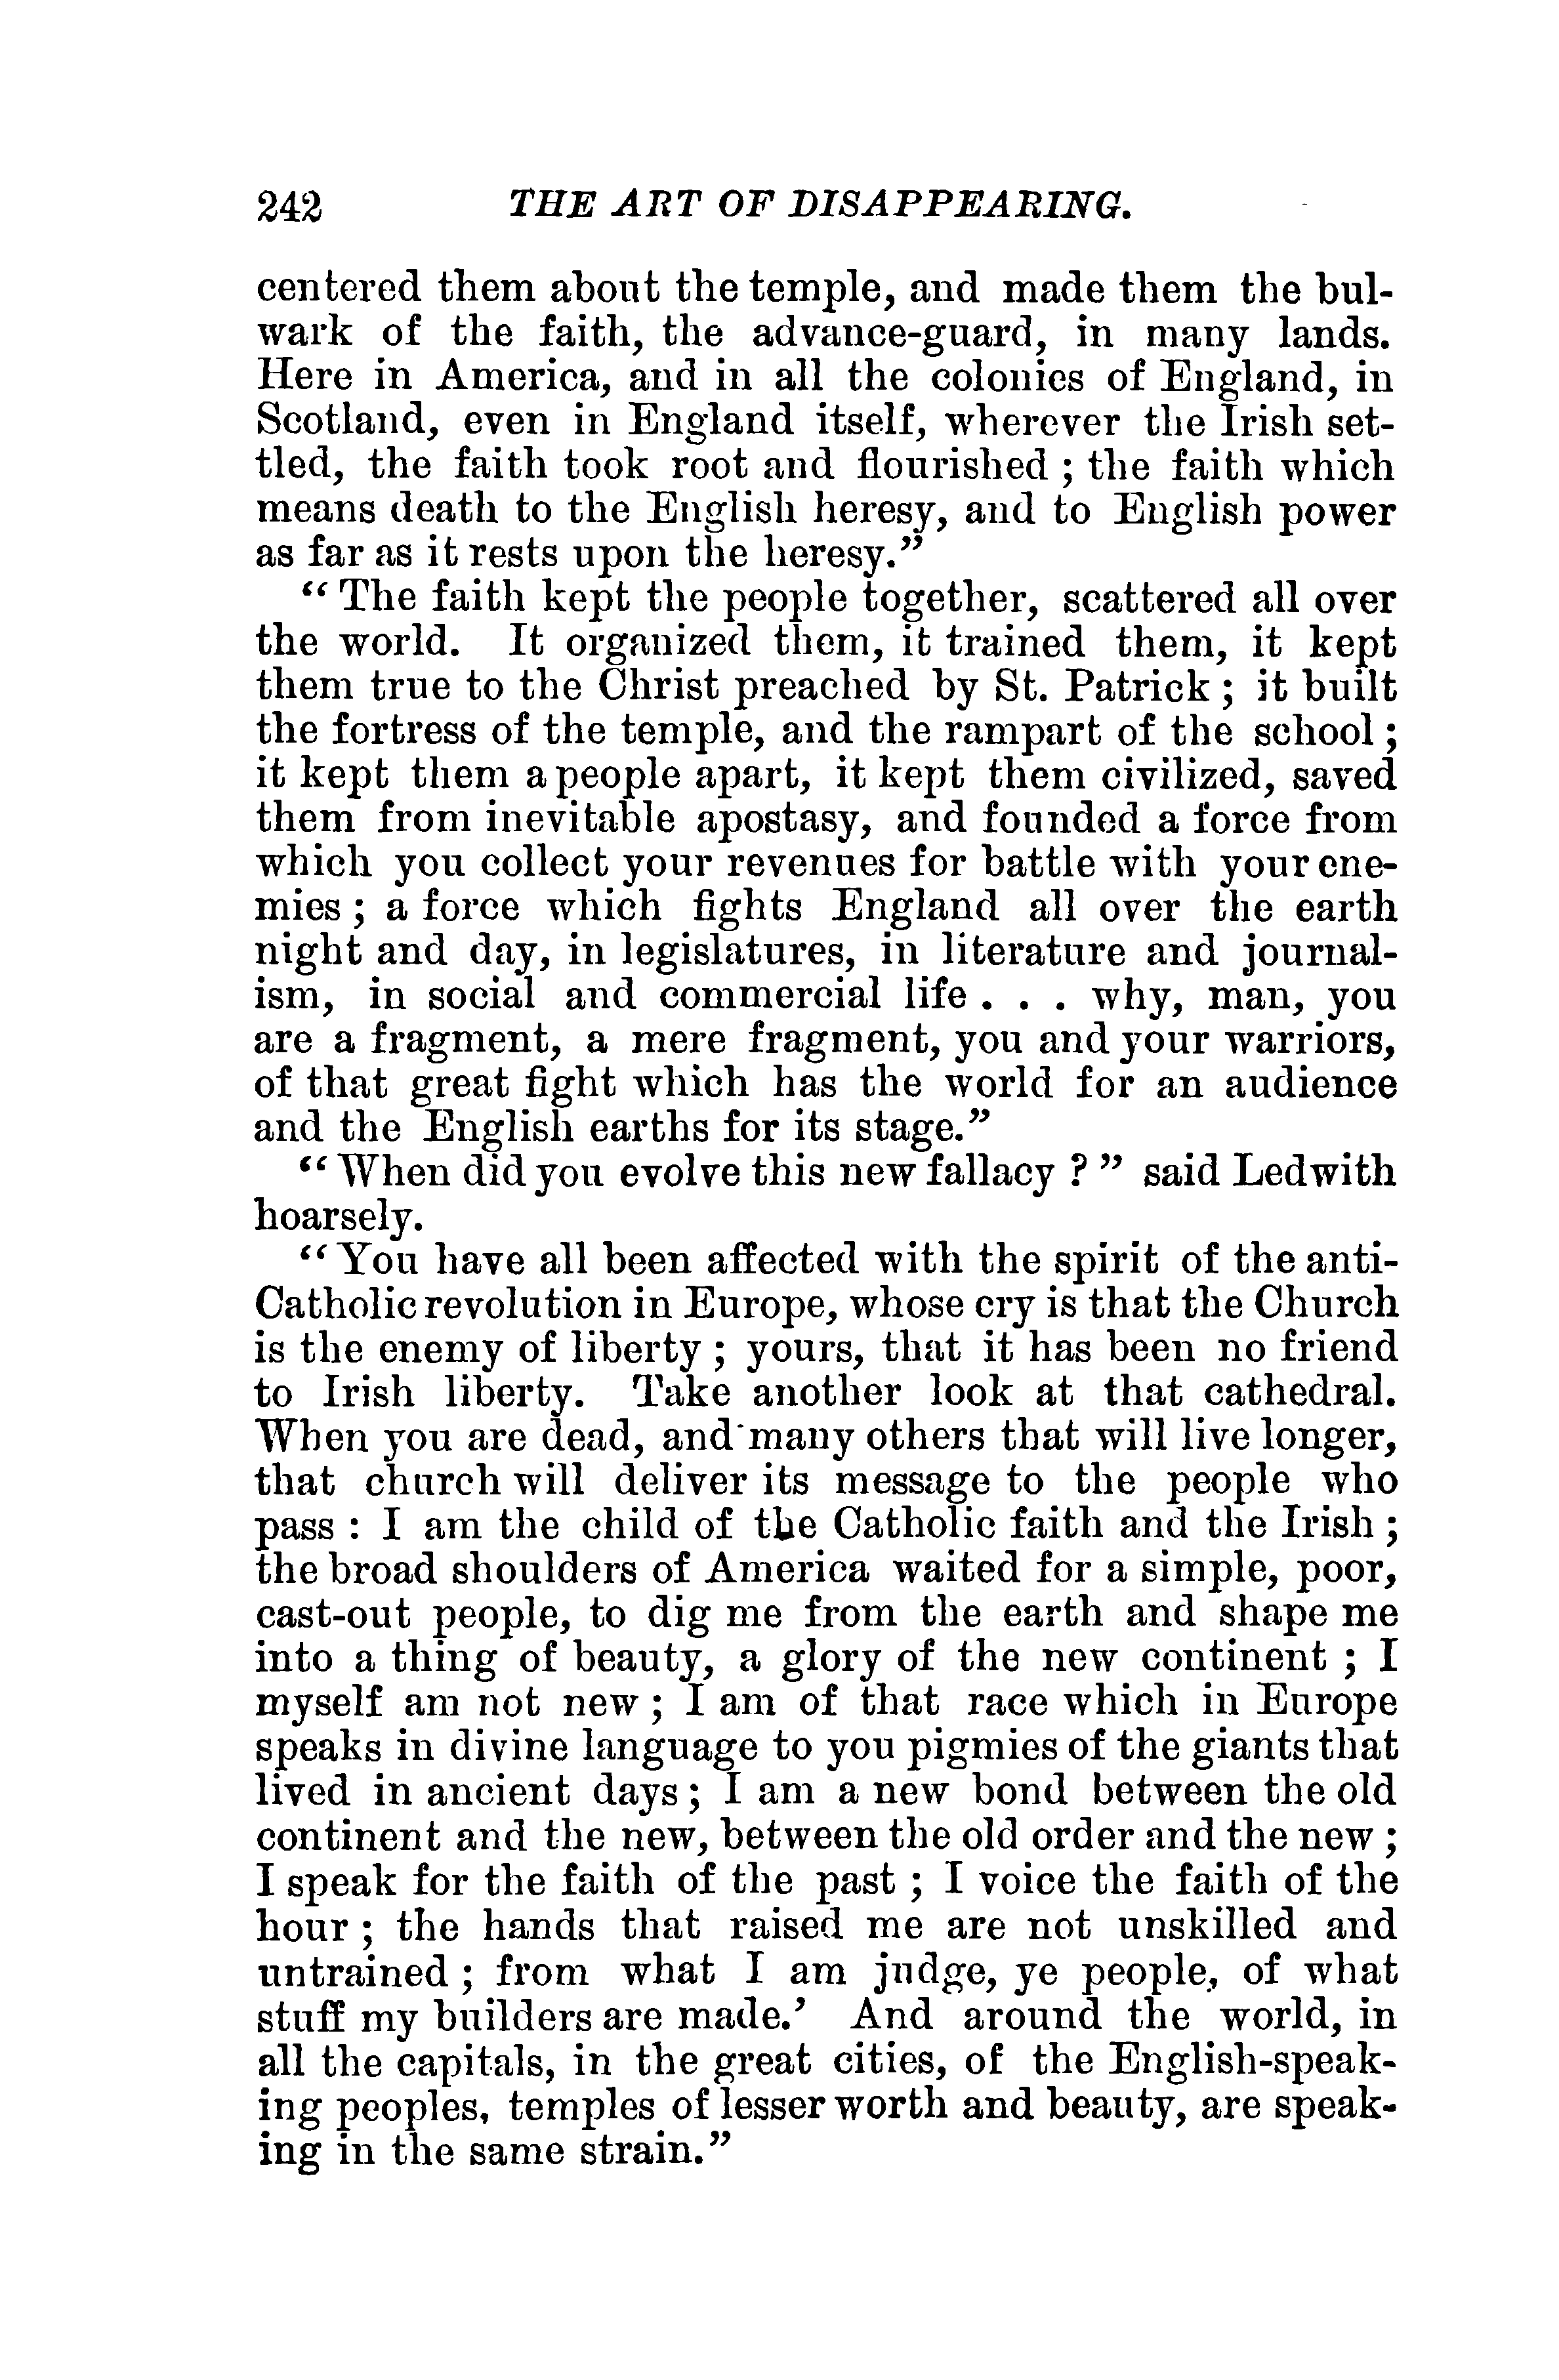 242 THE ART OF DISAPPEARING.
centered them about the temple, and made them the bul-
wark of the faith, the advance-guard, in many lands.
Here in America, and in all the colonies of England, in
Scotland, even in England itself, wherever the Irish set-
tled, the faith took root and flourished ; the faith which
means death to the English heresy, and to English power
as far as it rests upon the heresy.”
“ The faith kept the people together, scattered all over
the world. It organized them, it trained them, it kept
them true to the Christ preached by St. Patrick ; it built
the fortress of the temple, and the rampart of the school ;
it kept them a people apart, it kept them civilized, saved
them from inevitable apostasy, and founded a force from
which you collect your revenues for battle with your ene-
mies ; a force which fights England all over the earth
night and day, in legislatures, in literature and journal-
ism, in social and commercial life . . . why, man, you
are a fragment, a mere fragment, you and your warriors,
of that great fight which has the world for an audience
and the English earths for its stage.”
“ When did you evolve this new fallacy ? ” said Ledwith
hoarsely.
“ You have all been affected with the spirit of the anti-
Catholic revolution in Europe, whose cry is that the Church
is the enemy of liberty ; yours, that it has been no friend
to Irish liberty. Take another look at that cathedral.
When you are dead, and many others that will live longer,
that church will deliver its message to the people who
pass : I am the child of the Catholic faith and the Irish ;
the broad shoulders of America waited for a simple, poor,
cast-out people, to dig me from the earth and shape me
into a thing of beauty, a glory of the new continent ; I
myself am not new ; I am of that race which in Europe
speaks in divine language to you pigmies of the giants that
lived in ancient days ; I am a new bond between the old
continent and the new, between the old order and the new ;
I speak for the faith of the past ; I voice the faith of the
hour ; the hands that raised me are not unskilled and
untrained ; from what I am judge, ye people, of what
stuff my builders are made.’ And around the world, in
all the capitals, in the great cities, of the English-speak-
ing peoples, temples of lesser worth and beauty, are speak-
ing in the same strain.”